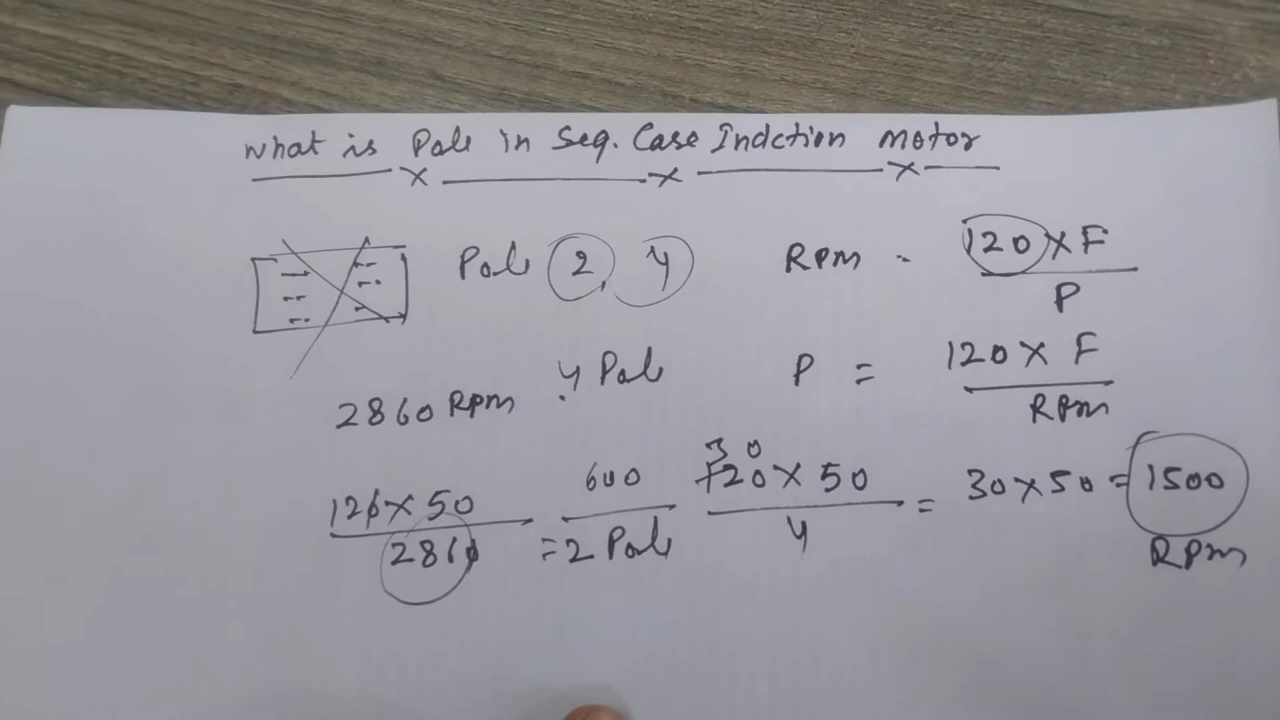 What is Pole in Seq. Case Indction motor
Pole 2, 4
Rpm = 120 x F / P
2860 Rpm
4 Pole
P = 120 x F / RPm
120 x 50 / 2860 = 2 Pole
600
30
120 x 50 / 4 = 30 x 50 = 1500 RPm